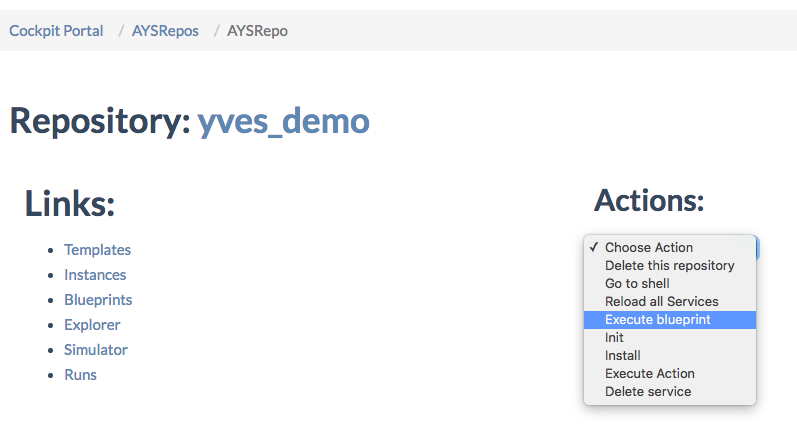 Cockpit Portal / AYSRepos / AYSRepo
Repository: yves_demo
Links:
Templates
Instances
Blueprints
Explorer
Simulator
Runs
Actions:
✓ Choose Action
Delete this repository
Go to shell
Reload all Services
Execute blueprint
Init
Install
Execute Action
Delete service